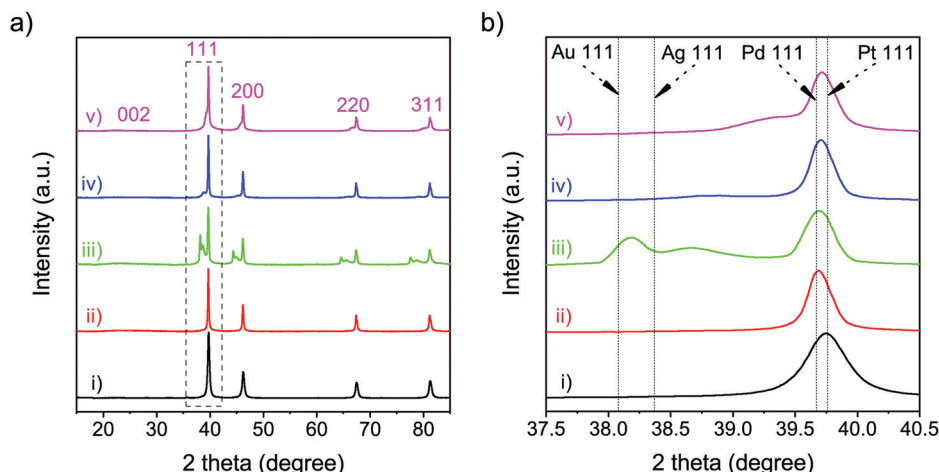 a)
111
002
200
220
311
v)
iv)
iii)
ii)
i)
Intensity (a.u.)
20 30 40 50 60 70 80
2 theta (degree)
b)
Au 111 Ag 111 Pd 111 Pt 111
v)
iv)
iii)
ii)
i)
Intensity (a.u.)
37.5 38.0 38.5 39.0 39.5 40.0 40.5
2 theta (degree)